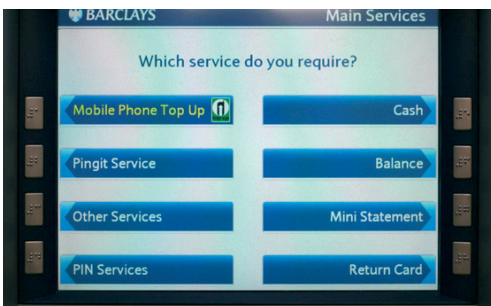 BARCLAYS
Main Services
Which service do you require?
Mobile Phone Top Up
Cash
Pingit Service
Balance
Other Services
Mini Statement
PIN Services
Return Card